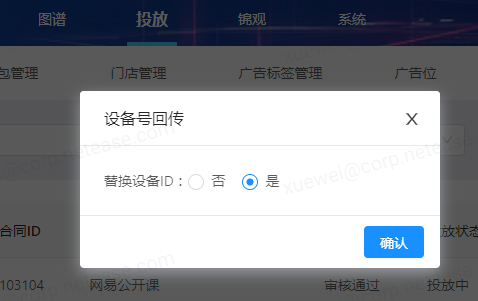 图谱 投放 锦观 系统
包管理 门店管理 广告标签管理 广告位
设备号回传 X
替换设备ID： 否 是
合同ID 投放状态
确认
103104 网易公开课 审核通过 投放中
xuewei@corp.netease.com